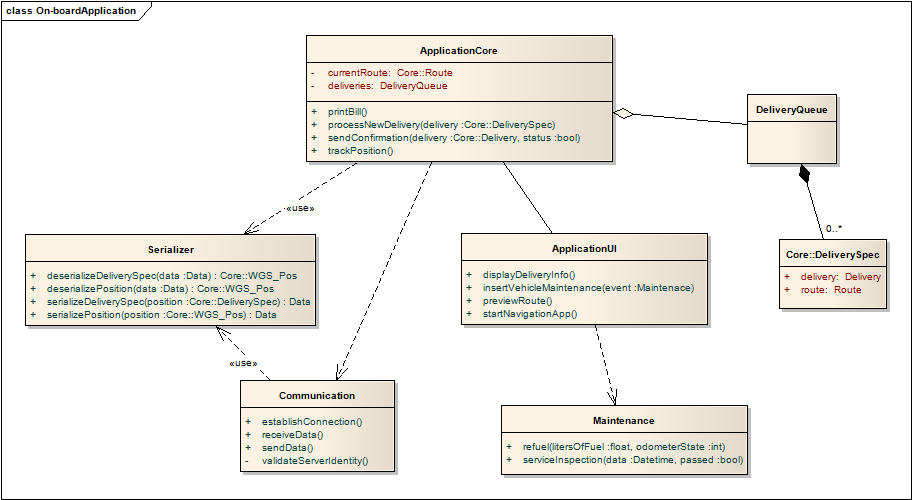 class On-boardApplication
ApplicationCore
- currentRoute: Core::Route
- deliveries: DeliveryQueue
+ printBill()
+ processNewDelivery(delivery :Core::DeliverySpec)
+ sendConfirmation(delivery :Core::Delivery, status :bool)
+ trackPosition()
DeliveryQueue
«use»
0..*
Serializer
+ deserializeDeliverySpec(data :Data) : Core::WGS_Pos
+ deserializePosition(data :Data) : Core::WGS_Pos
+ serializeDeliverySpec(position :Core::DeliverySpec) : Data
+ serializePosition(position :Core::WGS_Pos) : Data
ApplicationUI
+ displayDeliveryInfo()
+ insertVehicleMaintenance(event :Maintenace)
+ previewRoute()
+ startNavigationApp()
Core::DeliverySpec
+ delivery: Delivery
+ route: Route
«use»
Communication
+ establishConnection()
+ receiveData()
+ sendData()
- validateServerIdentity()
Maintenance
+ refuel(litersOfFuel :float, odometerState :int)
+ serviceInspection(data :Datetime, passed :bool)